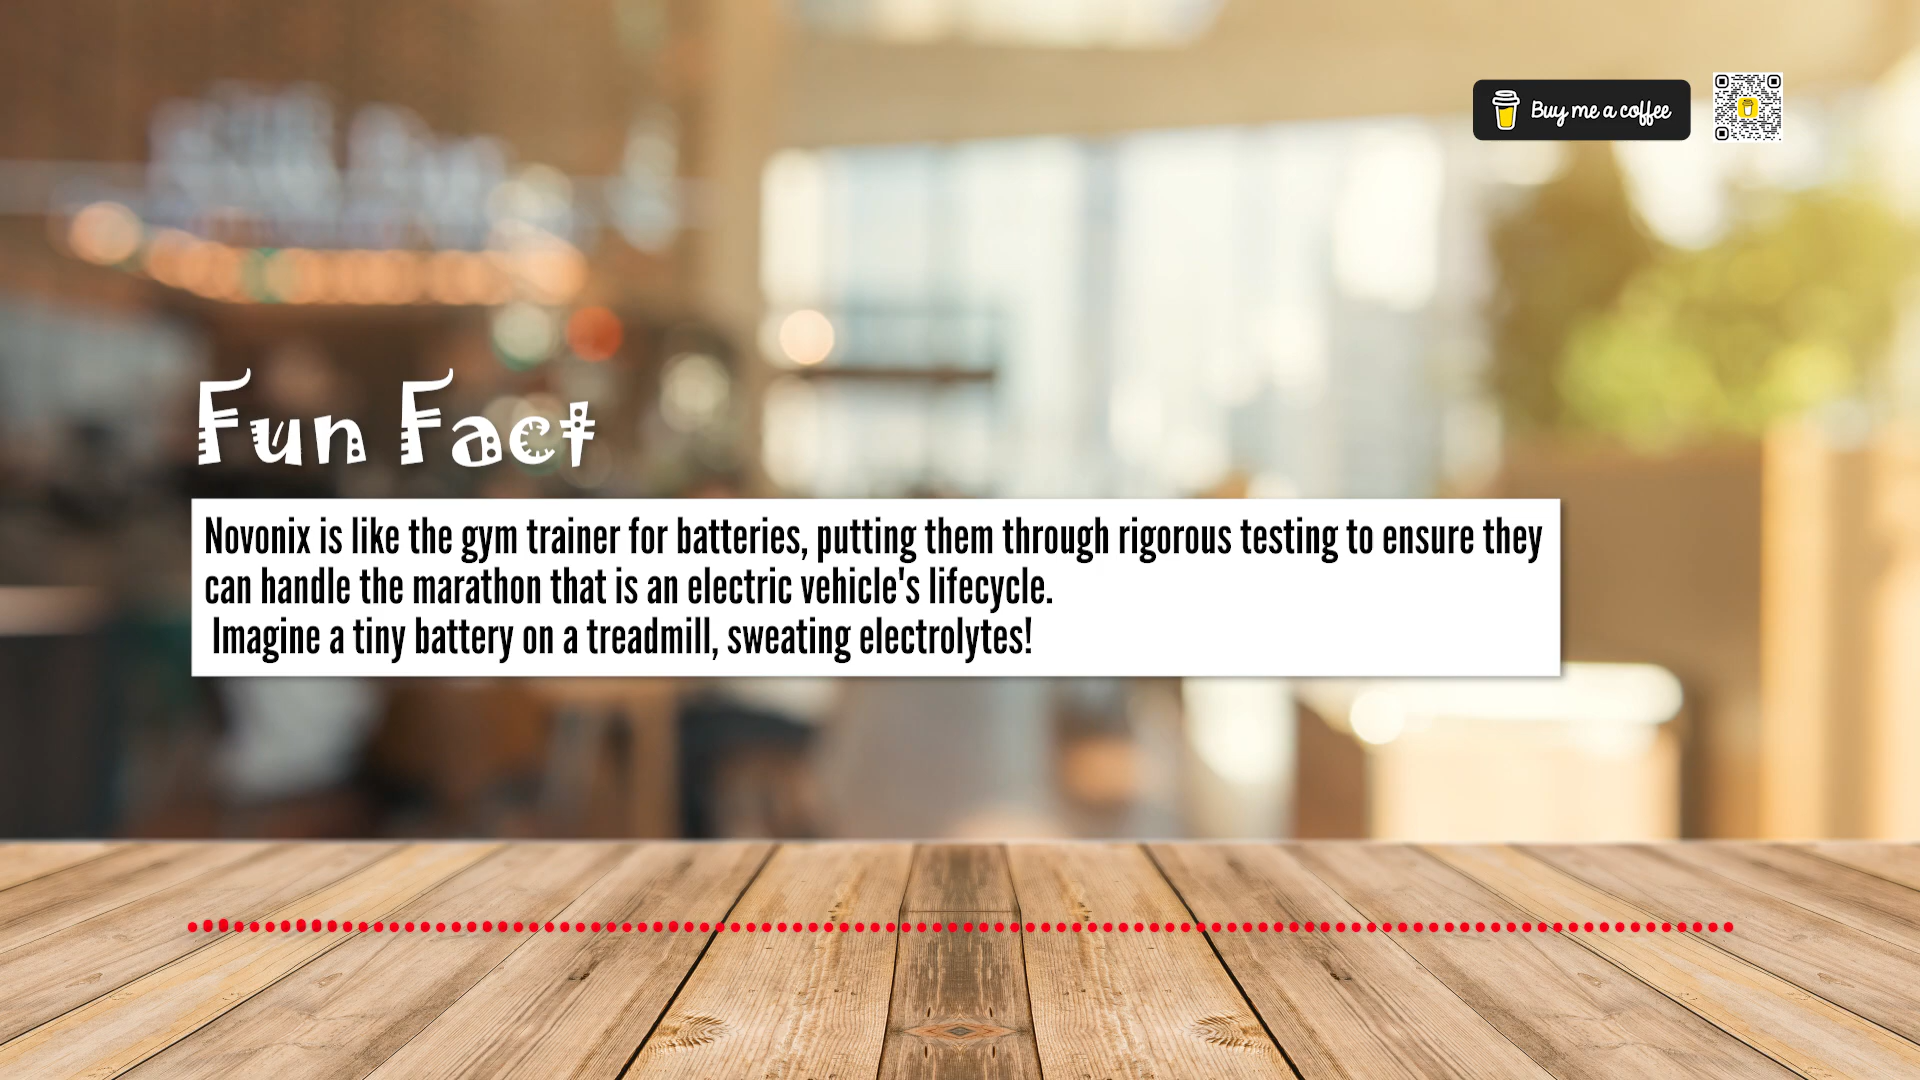 Buy me a coffee
Fun Fact
Novonix is like the gym trainer for batteries, putting them through rigorous testing to ensure they
can handle the marathon that is an electric vehicle's lifecycle.
Imagine a tiny battery on a treadmill, sweating electrolytes!